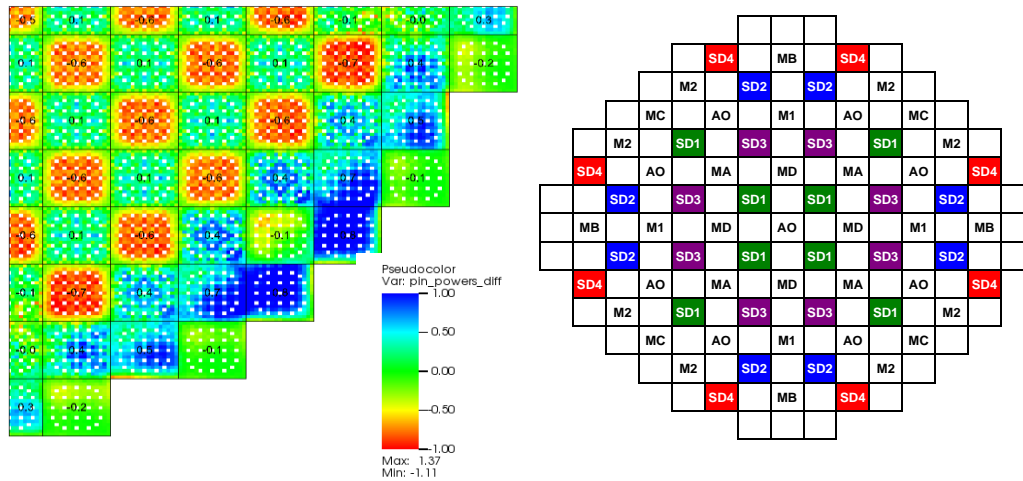 -0.5 0.1 -0.6 0.1 -0.6 -0.1 -0.0 0.3
0.1 -0.6 0.1 -0.6 0.1 -0.7 0.4 -0.2
-0.6 0.1 -0.6 0.1 -0.6 0.4 0.5
0.1 -0.6 0.1 -0.6 -0.1
-0.6 0.1 -0.6 -0.1
-0.1 -0.7 0.4
-0.0 0.4 0.5 -0.1
0.3 -0.2
Pseudocolor
Var: pin_powers_diff
1.00
0.50
0.00
-0.50
-1.00
Max: 1.37
Min: -1.11
SD4 MB SD4
M2 SD2 SD2 M2
MC AO M1 AO MC
M2 SD1 SD3 SD3 SD1 M2
SD4 AO MA MD MA AO SD4
SD2 SD3 SD1 SD1 SD3 SD2
MB M1 MD AO MD M1 MB
SD2 SD3 SD1 SD1 SD3 SD2
SD4 AO MA MD MA AO SD4
M2 SD1 SD3 SD3 SD1 M2
MC AO M1 AO MC
M2 SD2 SD2 M2
SD4 MB SD4